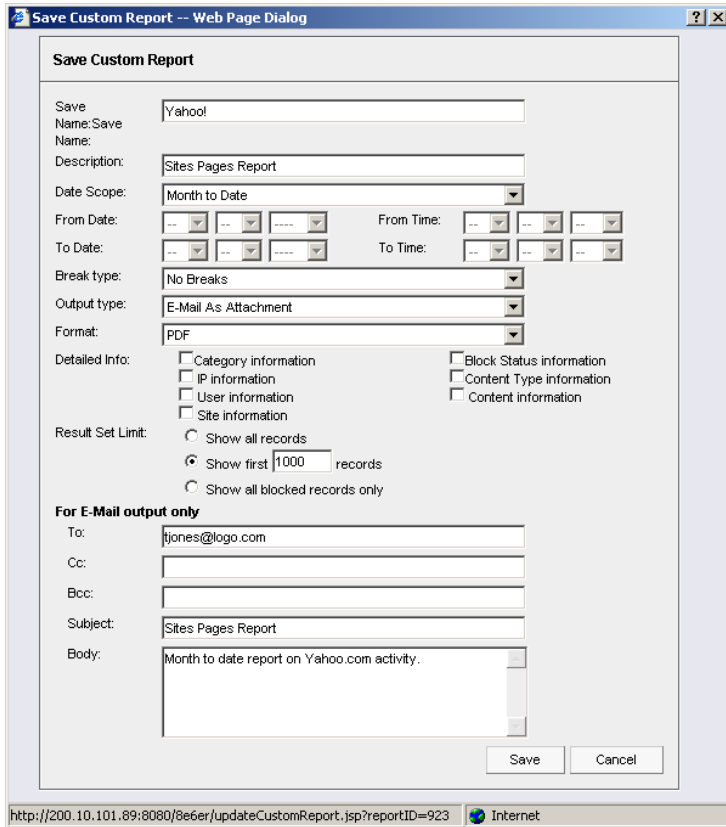 Save Custom Report -- Web Page Dialog
Save Custom Report
Save
Name:Save
Name:
Yahoo!
Description:
Sites Pages Report
Date Scope:
Month to Date
From Date:
-- -- ----
From Time:
-- -- --
To Date:
-- -- ----
To Time:
-- -- --
Break type:
No Breaks
Output type:
E-Mail As Attachment
Format:
PDF
Detailed Info:
Category information
Block Status information
IP information
Content Type information
User information
Content information
Site information
Result Set Limit:
Show all records
Show first 1000 records
Show all blocked records only
For E-Mail output only
To:
tjones@logo.com
Cc:
Bcc:
Subject:
Sites Pages Report
Body:
Month to date report on Yahoo.com activity.
Save
Cancel
http://200.10.101.89:8080/8e6er/updateCustomReport.jsp?reportID=923
Internet